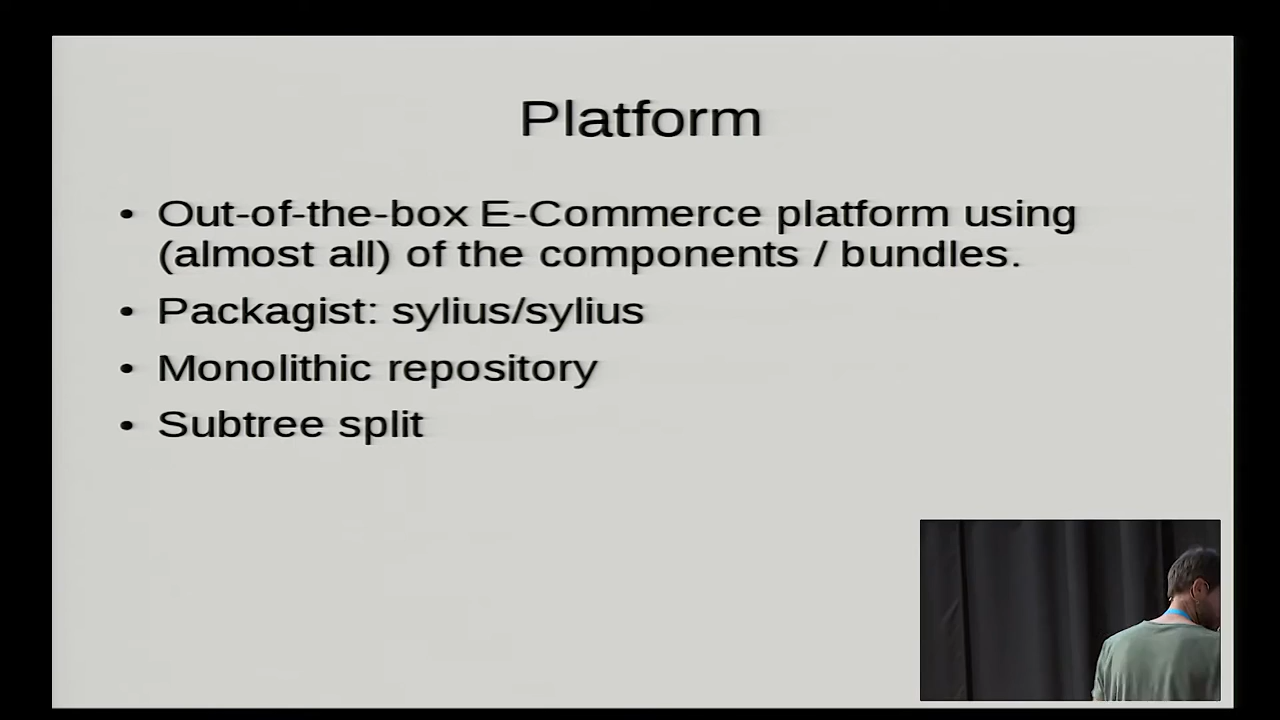 Platform
• Out-of-the-box E-Commerce platform using
(almost all) of the components / bundles.
• Packagist: sylius/sylius
• Monolithic repository
• Subtree split